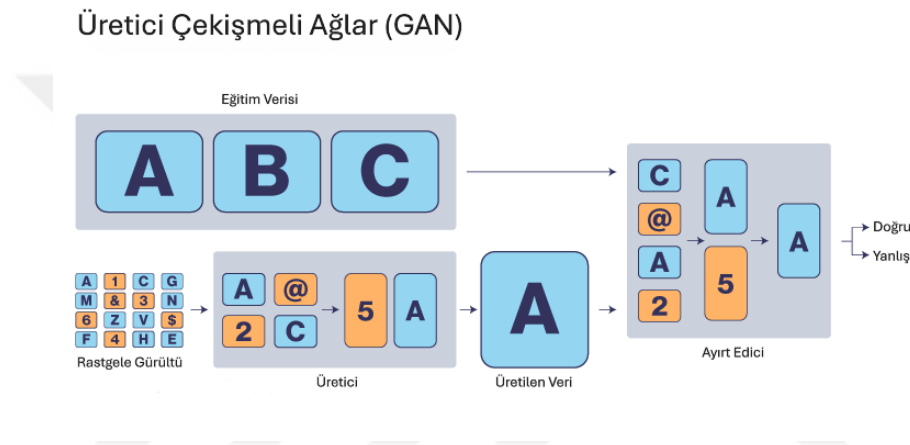 Üretici Çekişmeli Ağlar (GAN)
Eğitim Verisi
A B C
A 1 C G
M & 3 N
6 Z V $
F 4 H E
Rastgele Gürültü
A @
2 C
5 A
Üretici
A
Üretilen Veri
C
@
A
2
A
5
A
Ayırt Edici
Doğru
Yanlış